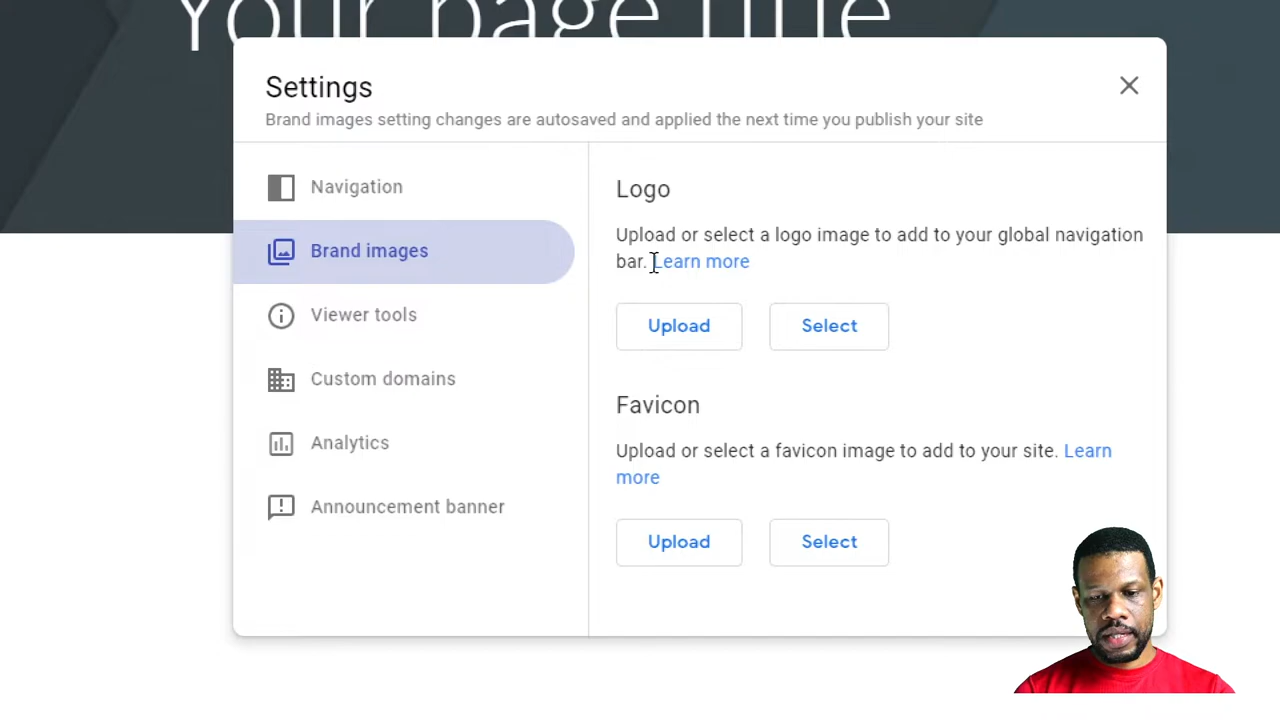 Your page title
Settings
Brand images setting changes are autosaved and applied the next time you publish your site
Navigation
Brand images
Viewer tools
Custom domains
Analytics
Announcement banner
Logo
Upload or select a logo image to add to your global navigation
bar. Learn more
Upload
Select
Favicon
Upload or select a favicon image to add to your site. Learn
more
Upload
Select